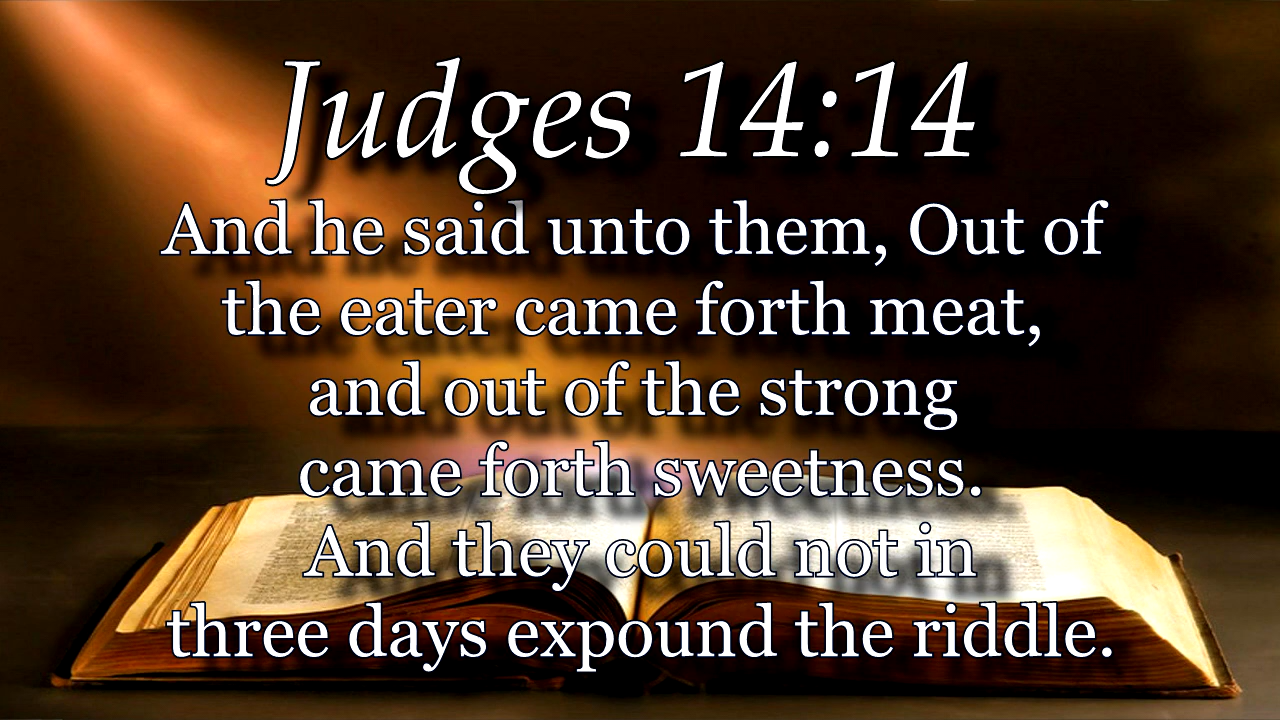 Judges 14:14
And he said unto them, Out of
the eater came forth meat,
and out of the strong
came forth sweetness.
And they could not in
three days expound the riddle.